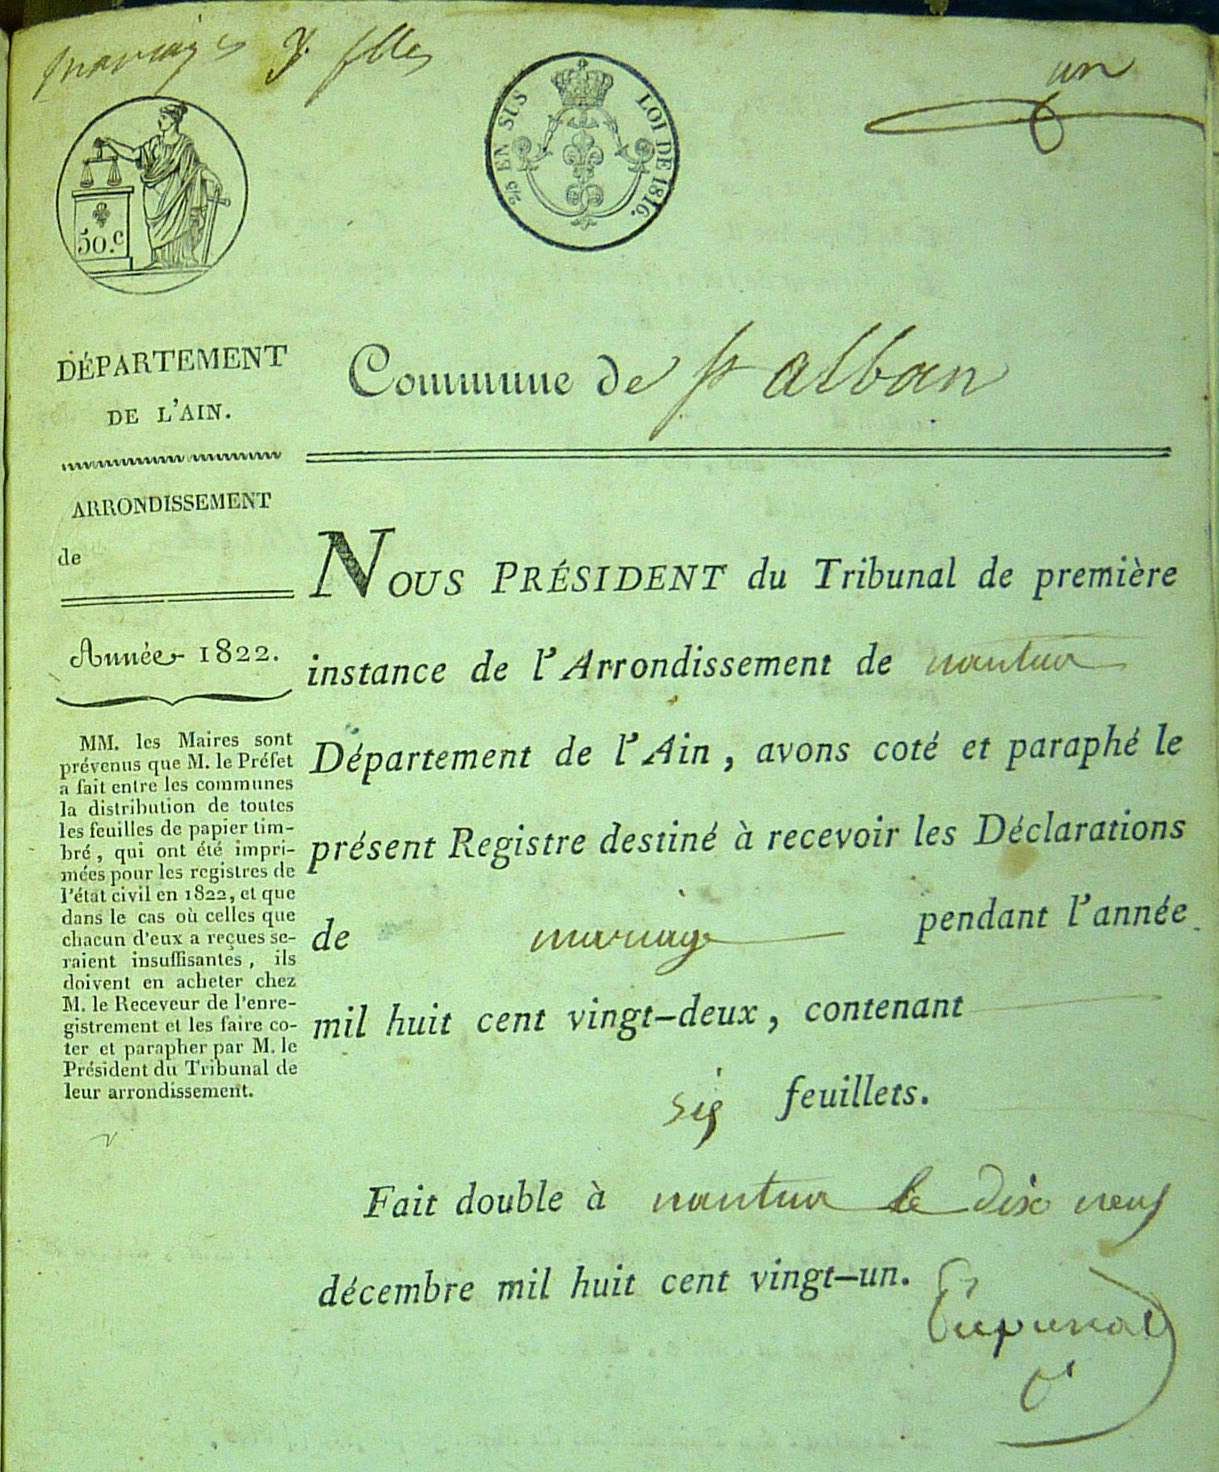 mariages
un
50.c
2/5 EN SUS LOI DE 1816.
DÉPARTEMENT
DE L'AIN.
ARRONDISSEMENT
de
Année 1822.
MM. les Maires sont
prévenus que M. le Préfet
a fait entre les communes
la distribution de toutes
les feuilles de papier tim-
bré, qui ont été impri-
mées pour les registres de
l'état civil en 1822, et que
dans le cas où celles que
chacun d'eux a reçues se-
raient insuffisantes, ils
doivent en acheter chez
M. le Receveur de l'enre-
gistrement et les faire co-
ter et parapher par M. le
Président du Tribunal de
leur arrondissement.
Commune de St alban
NOUS PRÉSIDENT du Tribunal de première
instance de l'Arrondissement de nantua
Département de l'Ain, avons coté et paraphé le
présent Registre destiné à recevoir les Déclarations
de mariage pendant l'année
mil huit cent vingt-deux, contenant
six feuillets.
Fait double à nantua le dix neuf
décembre mil huit cent vingt-un.